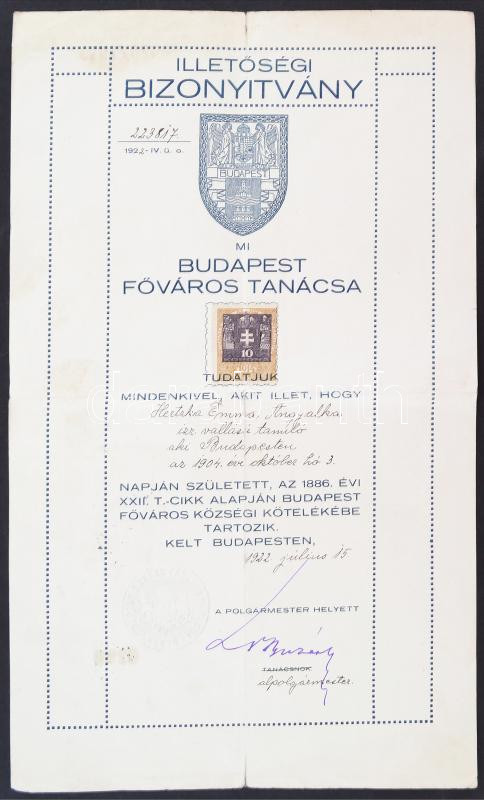 ILLETŐSÉGI
BIZONYITVÁNY
223817.
1922-IV. ü. o.
BUDAPEST
MI
BUDAPEST
FŐVÁROS TANÁCSA
10
TUDATJUK
MINDENKIVEL, AKIT ILLET, HOGY
Hertzka Emma Angyalka
izr. vallású tanuló
aki Budapesten
az 1904. évi október hó 3.
NAPJÁN SZÜLETETT, AZ 1886. ÉVI
XXII. T.-CIKK ALAPJÁN BUDAPEST
FŐVÁROS KÖZSÉGI KÖTELÉKÉBE
TARTOZIK.
KELT BUDAPESTEN,
1922 július 15
A POLGARMESTER HELYETT
TANÁCSNOK
alpolgármester.